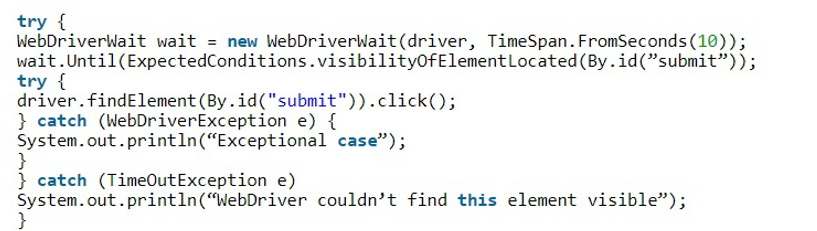 try {
WebDriverWait wait = new WebDriverWait(driver, TimeSpan.FromSeconds(10));
wait.Until(ExpectedConditions.visibilityOfElementLocated(By.id(”submit”));
try {
driver.findElement(By.id("submit")).click();
} catch (WebDriverException e) {
System.out.println(“Exceptional case”);
}
} catch (TimeOutException e)
System.out.println(“WebDriver couldn’t find this element visible”);
}